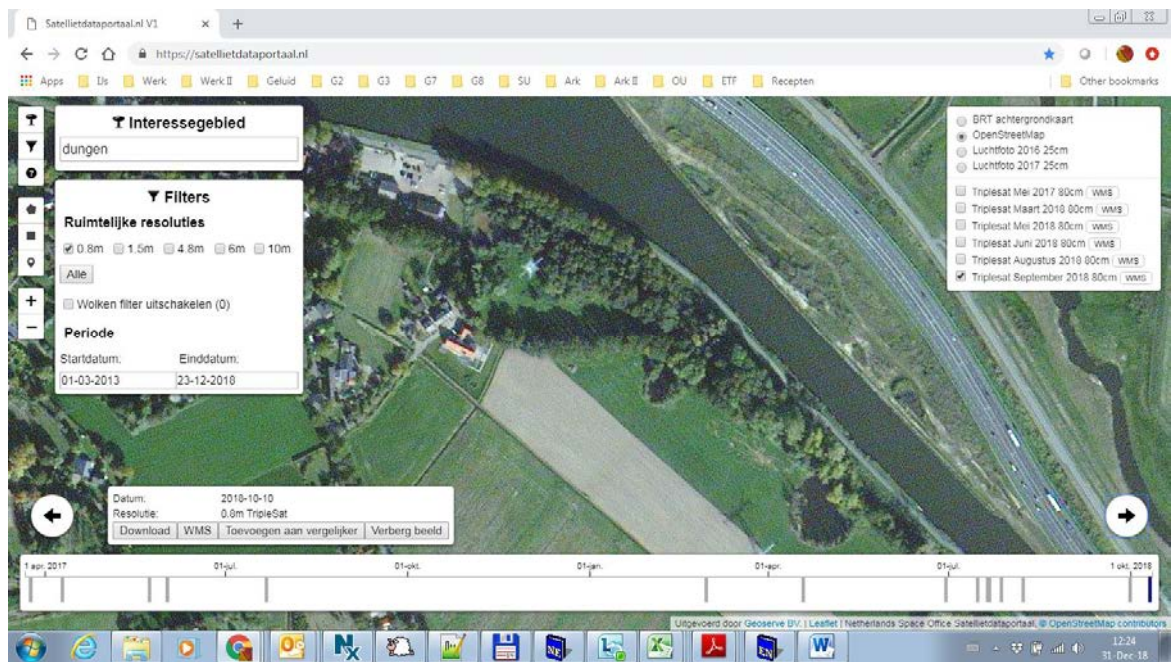 Satellietdataportaal.nl V1
https://satellietdataportaal.nl
Apps IJs Werk Werk II Geluid G2 G3 G7 G8 SU Ark Ark II OU ETF Recepten Other bookmarks
Interessegebied
dungen
Filters
Ruimtelijke resoluties
0.8m 1.5m 4.8m 6m 10m
Alle
Wolken filter uitschakelen (0)
Periode
Startdatum: Einddatum:
01-03-2013 23-12-2018
BRT achtergrondkaart
OpenStreetMap
Luchtfoto 2016 25cm
Luchtfoto 2017 25cm
Triplesat Mei 2017 80cm WMS
Triplesat Maart 2018 80cm WMS
Triplesat Mei 2018 80cm WMS
Triplesat Juni 2018 80cm WMS
Triplesat Augustus 2018 80cm WMS
Triplesat September 2018 80cm WMS
Datum: 2018-10-10
Resolutie: 0.8m TripleSat
Download WMS Toevoegen aan vergelijker Verberg beeld
1 apr. 2017 01-jul. 01-okt. 01-jan. 01-apr. 01-jul. 1 okt. 2018
Uitgevoerd door Geoserve BV. | Leaflet | Netherlands Space Office Satellietdataportaal, © OpenStreetMap contributors
12:24
31-Dec-18